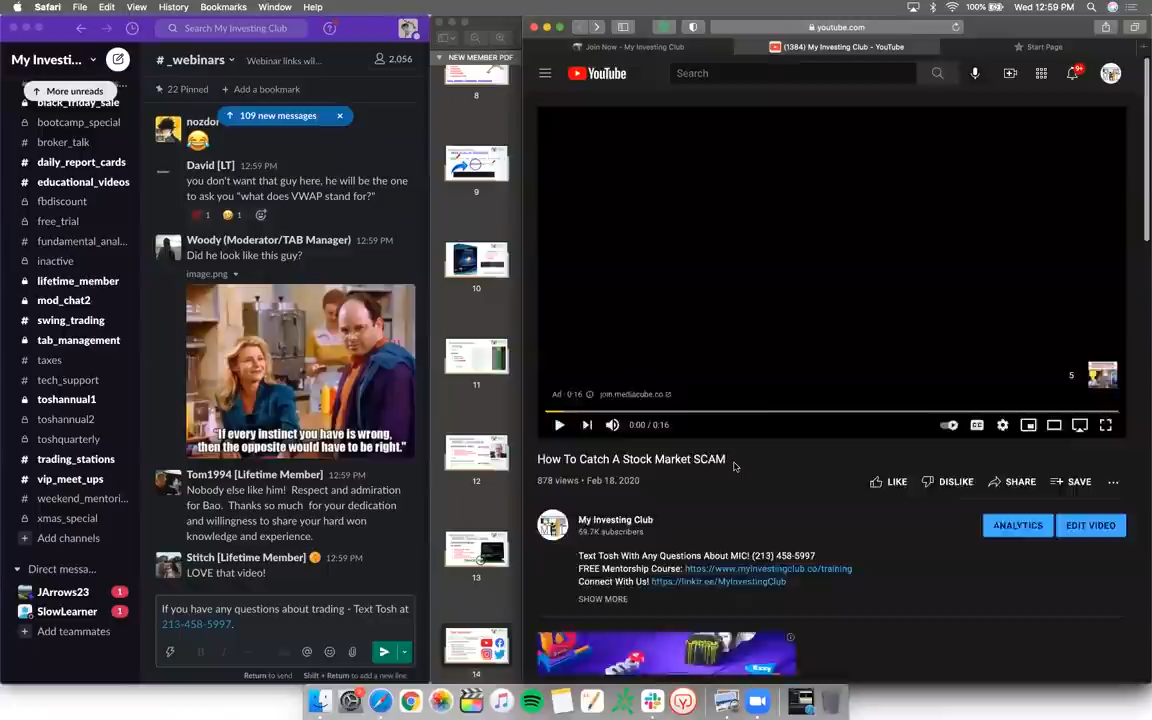 Safari File Edit View History Bookmarks Window Help
100% Wed 12:59 PM
Search My Investing Club
My Investi...
More unreads
black_friday_sale
bootcamp_special
# broker_talk
daily_report_cards
# educational_videos
fbdiscount
free_trial
# fundamental_anal...
inactive
lifetime_member
mod_chat2
# swing_trading
tab_management
# taxes
# tech_support
toshannual1
toshannual2
toshquarterly
# trading_stations
# vip_meet_ups
# weekend_mentori...
xmas_special
+ Add channels
Direct messa...
JArrows23 1
SlowLearner 1
+ Add teammates
# _webinars Webinar links wil... 2,056
22 Pinned + Add a bookmark
109 new messages ×
nozdor
David [LT] 12:59 PM
you don't want that guy here, he will be the one
to ask you "what does VWAP stand for?"
1 1
Woody (Moderator/TAB Manager) 12:59 PM
Did he look like this guy?
image.png
"If every instinct you have is wrong,
then the opposite would have to be right."
Tom1994 [Lifetime Member] 12:59 PM
Nobody else like him! Respect and admiration
for Bao. Thanks so much for your dedication
and willingness to share your hard won
knowledge and experience.
Stitch [Lifetime Member] 12:59 PM
LOVE that video!
If you have any questions about trading - Text Tosh at
213-458-5997.
Return to send Shift + Return to add a new line
NEW MEMBER PDF
8
9
10
11
12
13
14
youtube.com
Join Now - My Investing Club
(1384) My Investing Club - YouTube
Start Page
YouTube
Search
9+
5
Ad · 0:16 join.mediacube.co
0:00 / 0:16
CC
How To Catch A Stock Market SCAM
878 views • Feb 18, 2020
LIKE DISLIKE SHARE SAVE ...
My Investing Club
59.7K subscribers
ANALYTICS EDIT VIDEO
Text Tosh With Any Questions About MIC! (213) 458-5997
FREE Mentorship Course: https://www.myinvestingclub.co/training
Connect With Us! https://linktr.ee/MyInvestingClub
SHOW MORE